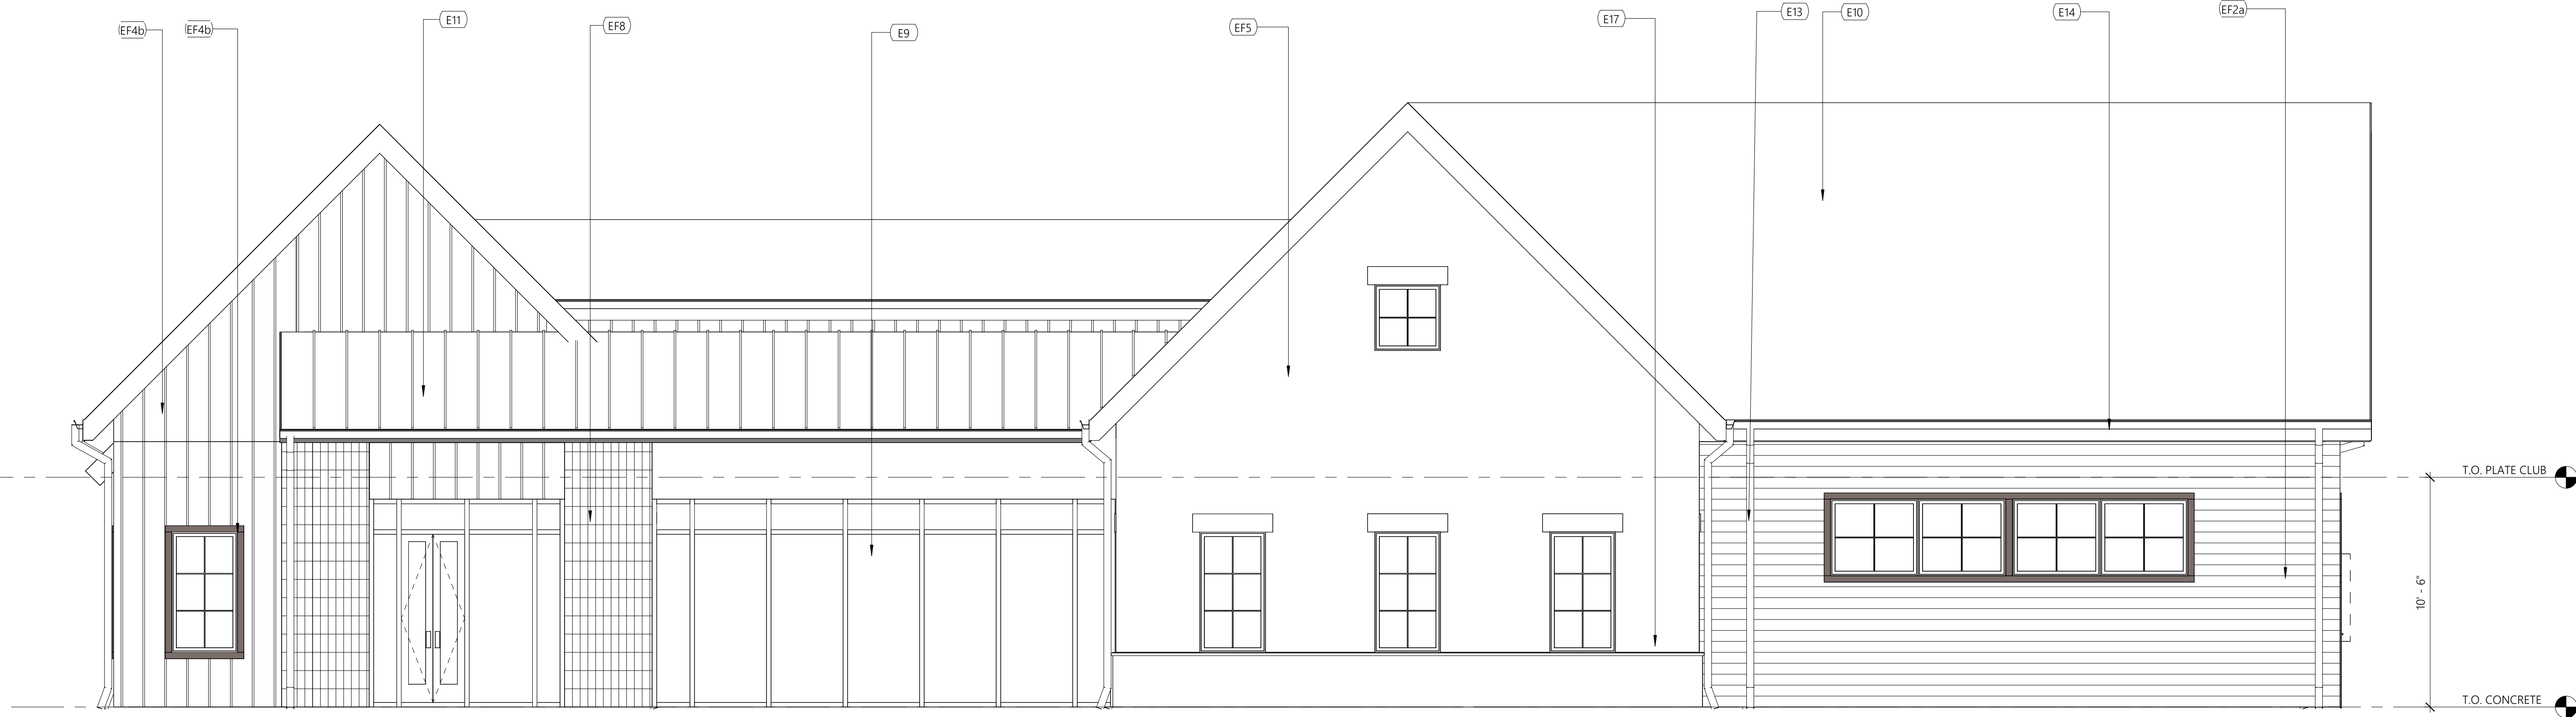 EF4b
EF4b
E11
EF8
E9
EF5
E17
E13
E10
E14
EF2a
T.O. PLATE CLUB
10' - 6"
T.O. CONCRETE